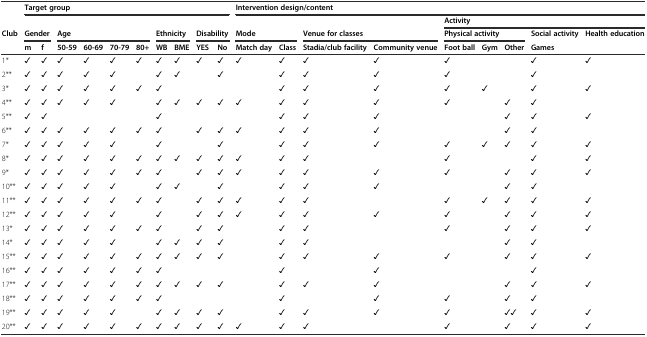 Target group Intervention design/content
Activity
Club Gender Age Ethnicity Disability Mode Venue for classes Physical activity Social activity Health education
m f 50-59 60-69 70-79 80+ WB BME YES No Match day Class Stadia/club facility Community venue Foot ball Gym Other Games
1* ✓ ✓ ✓ ✓ ✓ ✓ ✓ ✓ ✓ ✓ ✓ ✓ ✓ ✓ ✓ ✓ ✓
2** ✓ ✓ ✓ ✓ ✓ ✓ ✓ ✓ ✓ ✓ ✓ ✓ ✓
3* ✓ ✓ ✓ ✓ ✓ ✓ ✓ ✓ ✓ ✓ ✓ ✓ ✓ ✓
4** ✓ ✓ ✓ ✓ ✓ ✓ ✓ ✓ ✓ ✓ ✓ ✓ ✓ ✓ ✓ ✓
5** ✓ ✓ ✓ ✓ ✓ ✓ ✓ ✓ ✓
6** ✓ ✓ ✓ ✓ ✓ ✓ ✓ ✓ ✓ ✓ ✓ ✓ ✓ ✓ ✓
7* ✓ ✓ ✓ ✓ ✓ ✓ ✓ ✓ ✓ ✓ ✓ ✓ ✓ ✓ ✓
8* ✓ ✓ ✓ ✓ ✓ ✓ ✓ ✓ ✓ ✓ ✓ ✓ ✓ ✓ ✓ ✓
9* ✓ ✓ ✓ ✓ ✓ ✓ ✓ ✓ ✓ ✓ ✓ ✓ ✓ ✓ ✓ ✓ ✓
10** ✓ ✓ ✓ ✓ ✓ ✓ ✓ ✓ ✓ ✓ ✓ ✓ ✓
11** ✓ ✓ ✓ ✓ ✓ ✓ ✓ ✓ ✓ ✓ ✓ ✓ ✓ ✓ ✓ ✓ ✓
12** ✓ ✓ ✓ ✓ ✓ ✓ ✓ ✓ ✓ ✓ ✓ ✓ ✓ ✓ ✓ ✓
13* ✓ ✓ ✓ ✓ ✓ ✓ ✓ ✓ ✓ ✓ ✓ ✓ ✓ ✓ ✓
14* ✓ ✓ ✓ ✓ ✓ ✓ ✓ ✓ ✓ ✓ ✓ ✓ ✓
15** ✓ ✓ ✓ ✓ ✓ ✓ ✓ ✓ ✓ ✓ ✓ ✓ ✓ ✓ ✓ ✓ ✓
16** ✓ ✓ ✓ ✓ ✓ ✓ ✓ ✓ ✓ ✓
17** ✓ ✓ ✓ ✓ ✓ ✓ ✓ ✓ ✓ ✓ ✓ ✓ ✓ ✓ ✓ ✓
18** ✓ ✓ ✓ ✓ ✓ ✓ ✓ ✓ ✓ ✓ ✓ ✓
19** ✓ ✓ ✓ ✓ ✓ ✓ ✓ ✓ ✓ ✓ ✓ ✓ ✓ ✓✓ ✓ ✓
20** ✓ ✓ ✓ ✓ ✓ ✓ ✓ ✓ ✓ ✓ ✓ ✓ ✓ ✓ ✓ ✓ ✓